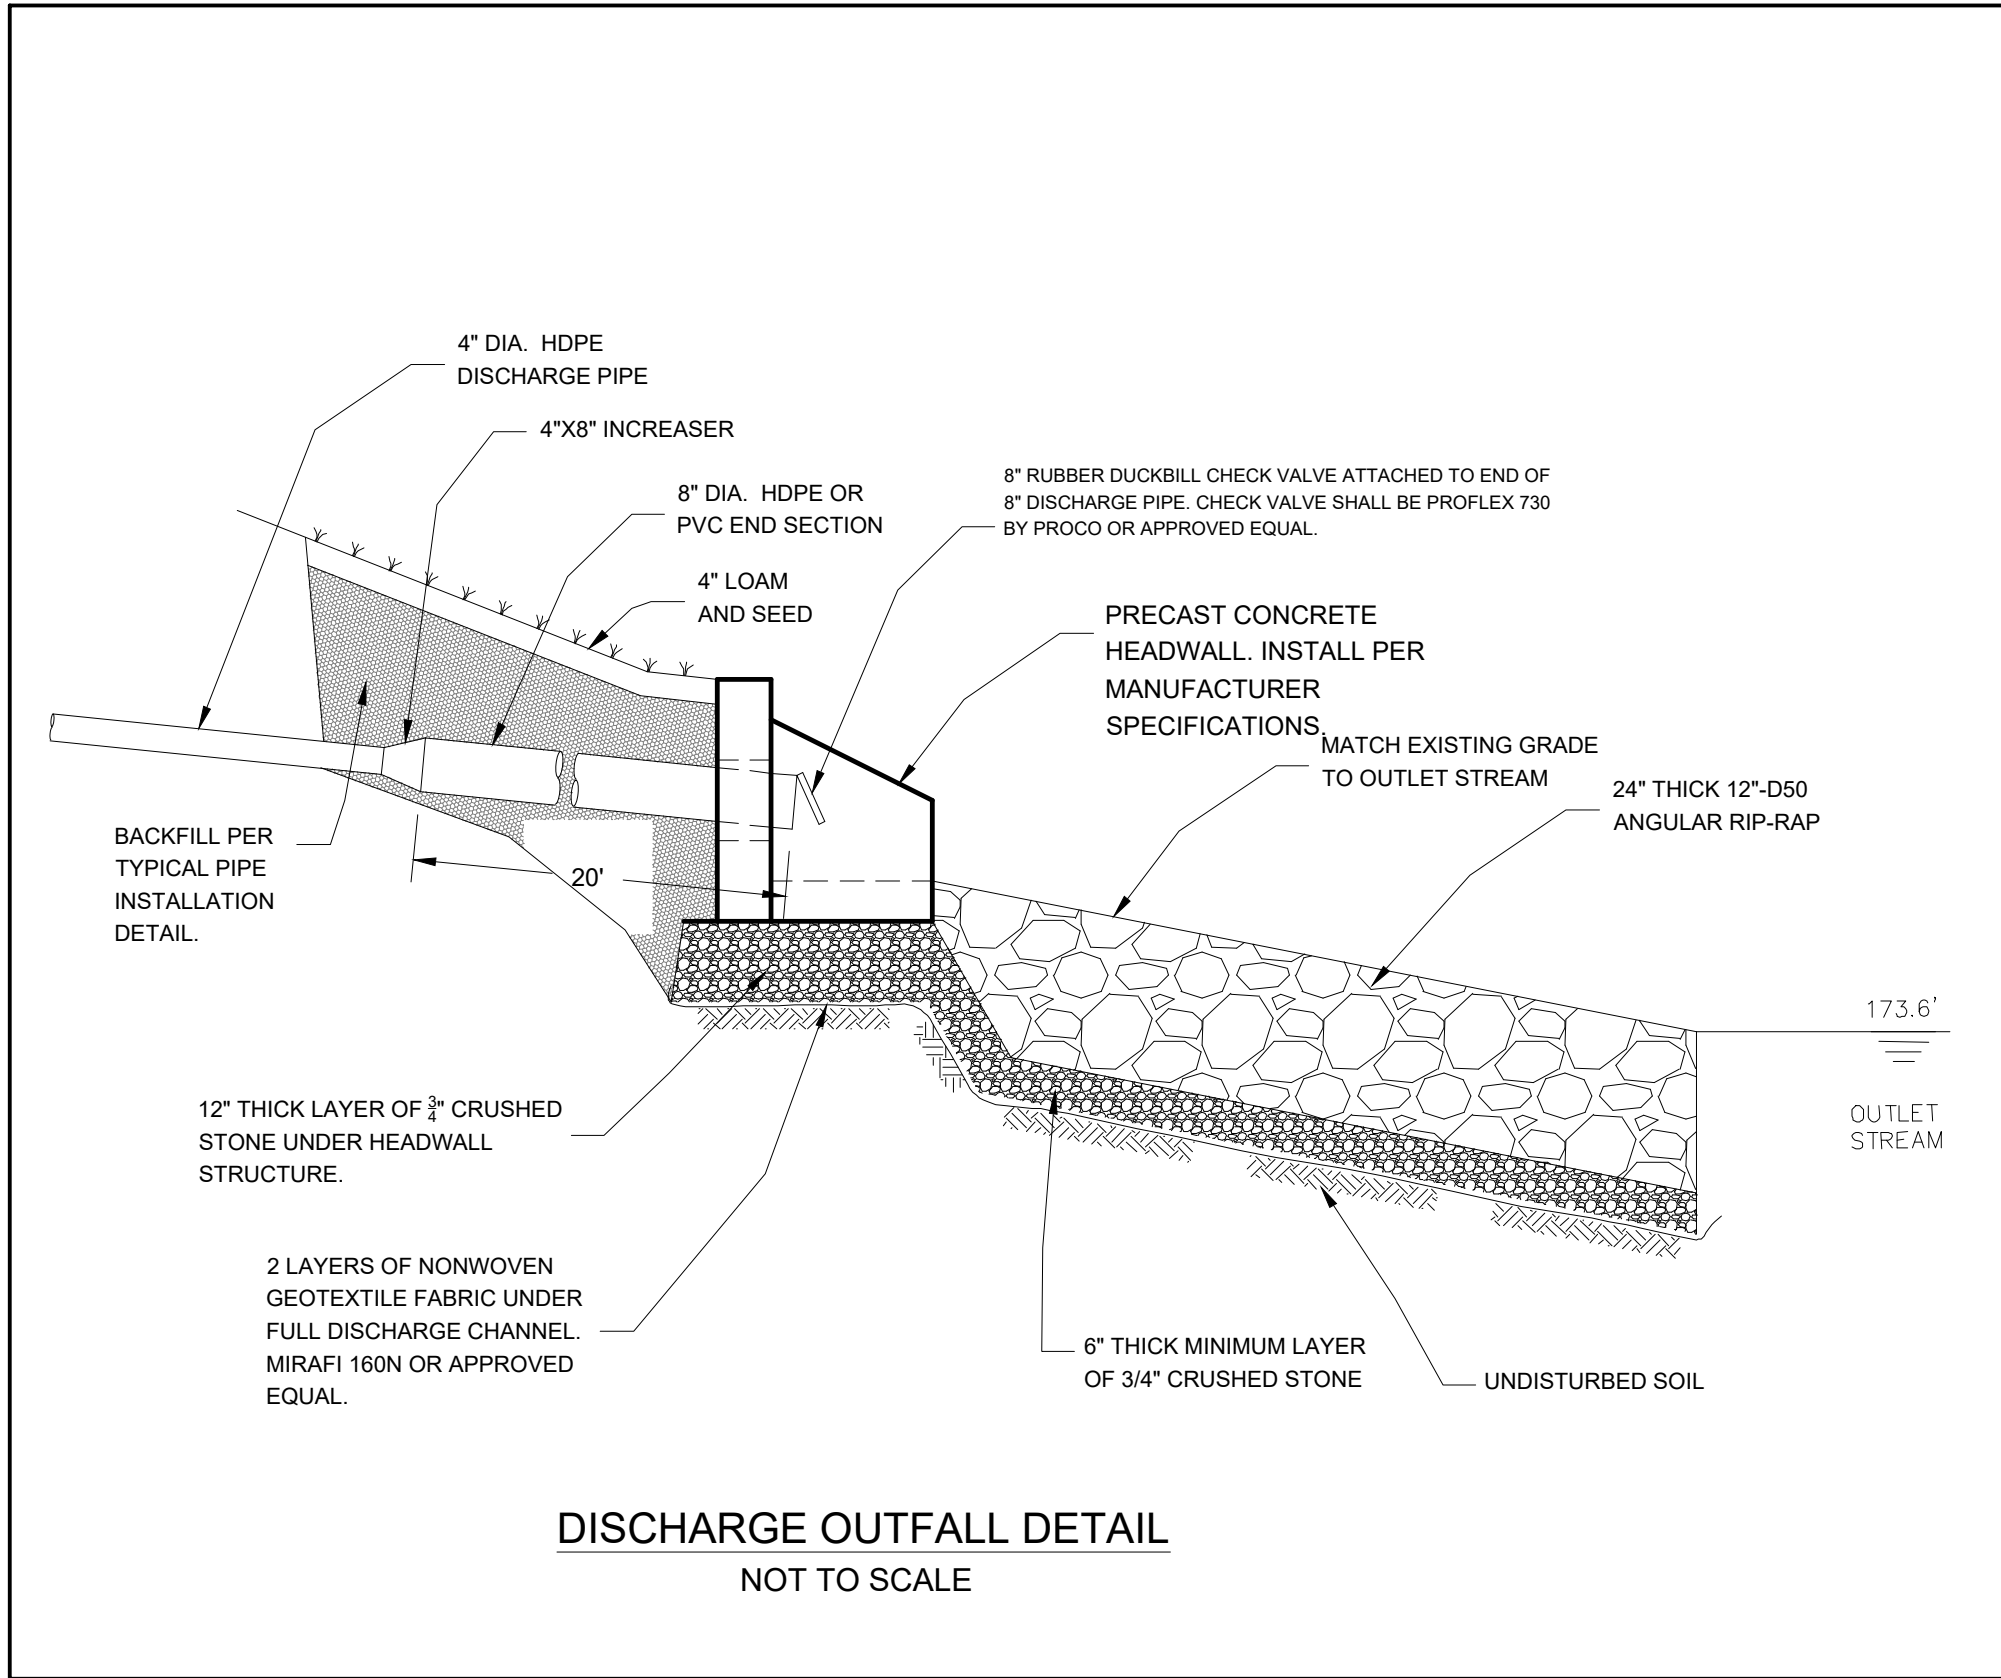 4" DIA. HDPE
DISCHARGE PIPE
4"X8" INCREASER
8" DIA. HDPE OR
PVC END SECTION
8" RUBBER DUCKBILL CHECK VALVE ATTACHED TO END OF
8" DISCHARGE PIPE. CHECK VALVE SHALL BE PROFLEX 730
BY PROCO OR APPROVED EQUAL.
4" LOAM
AND SEED
PRECAST CONCRETE
HEADWALL. INSTALL PER
MANUFACTURER
SPECIFICATIONS.
MATCH EXISTING GRADE
TO OUTLET STREAM
24" THICK 12"-D50
ANGULAR RIP-RAP
BACKFILL PER
TYPICAL PIPE
INSTALLATION
DETAIL.
20'
173.6'
OUTLET
STREAM
12" THICK LAYER OF 3/4" CRUSHED
STONE UNDER HEADWALL
STRUCTURE.
2 LAYERS OF NONWOVEN
GEOTEXTILE FABRIC UNDER
FULL DISCHARGE CHANNEL.
MIRAFI 160N OR APPROVED
EQUAL.
6" THICK MINIMUM LAYER
OF 3/4" CRUSHED STONE
UNDISTURBED SOIL
DISCHARGE OUTFALL DETAIL
NOT TO SCALE